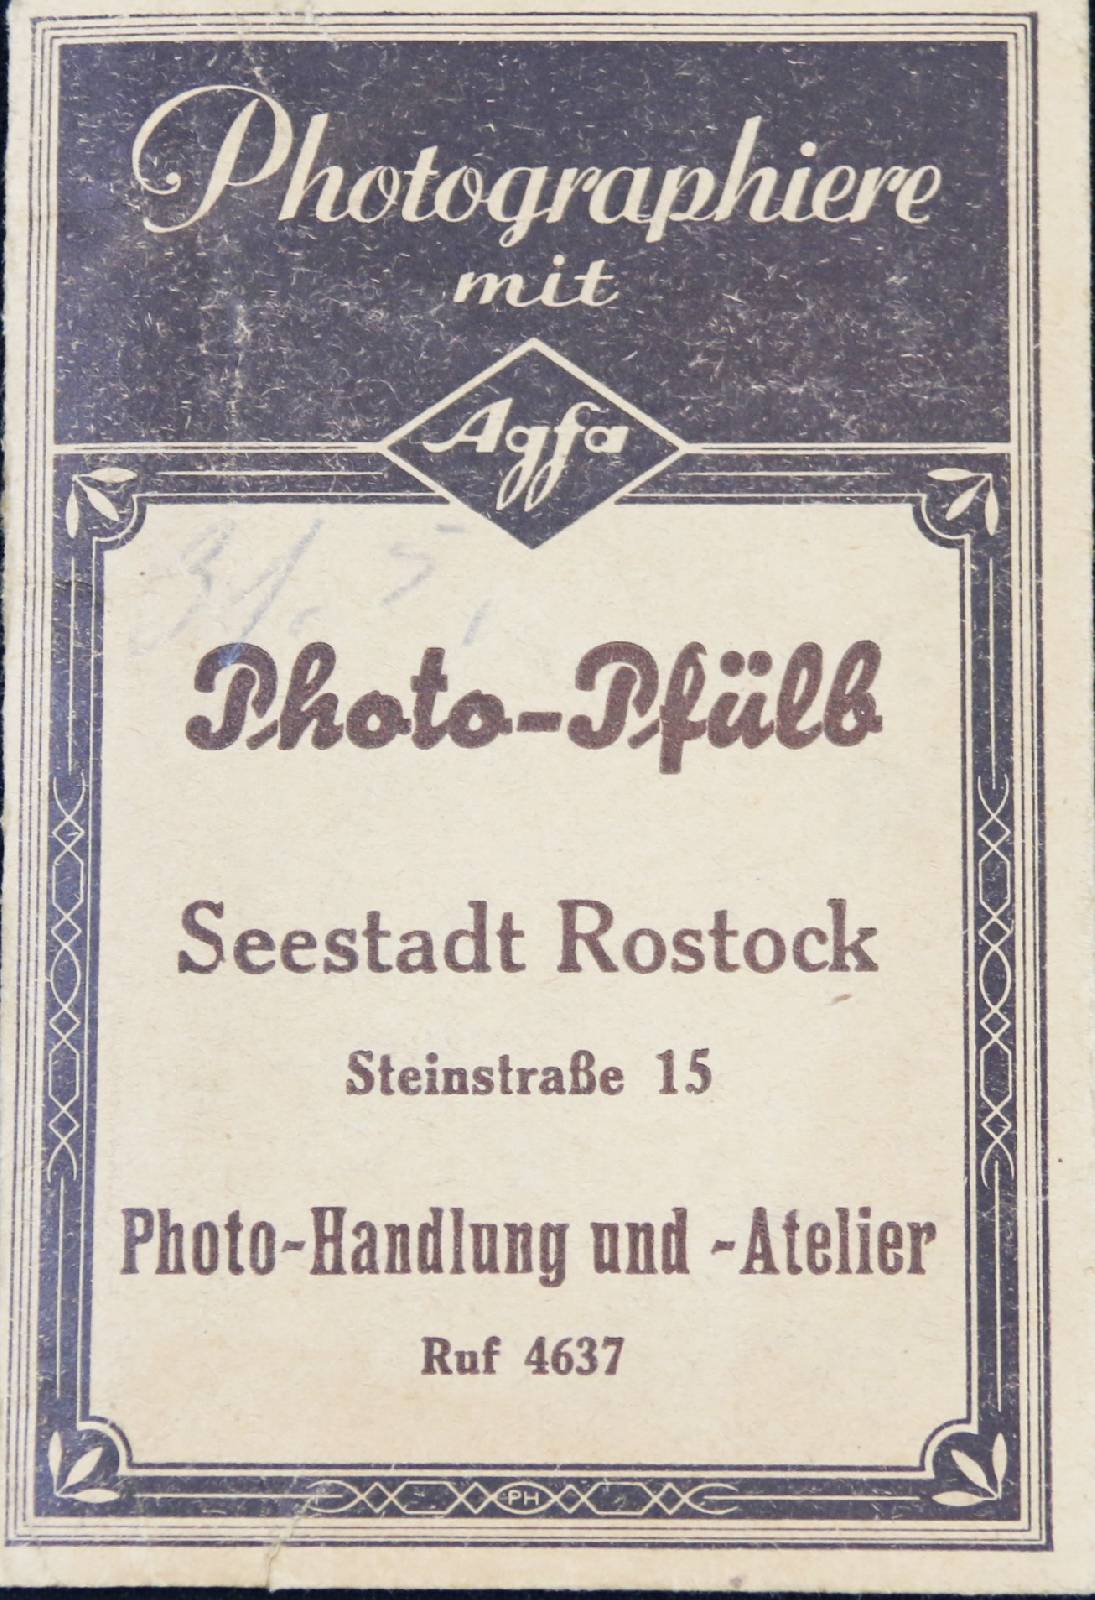 Photographiere
mit
Agfa
Photo-Pfülb
Seestadt Rostock
Steinstraße 15
Photo-Handlung und -Atelier
Ruf 4637
PH